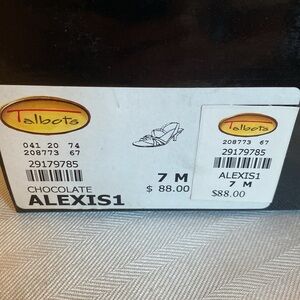 Talbots
041 20 74
208773 67
29179785
7 M
CHOCOLATE
$ 88.00
ALEXIS1
Talbots
208773 67
29179785
ALEXIS1
7 M
$88.00